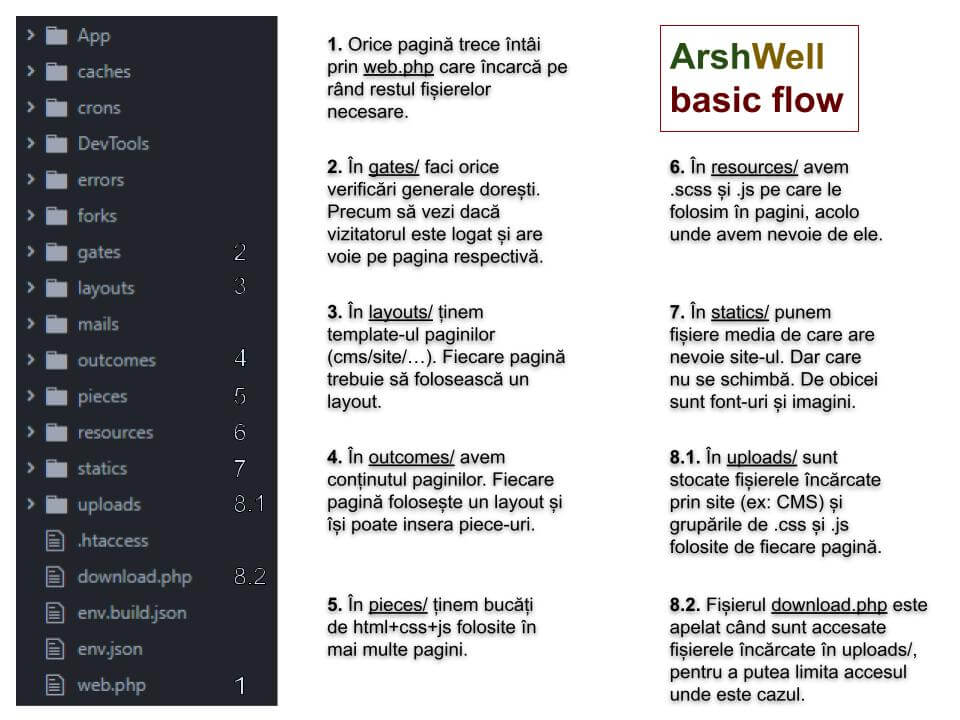 App
caches
crons
DevTools
errors
forks
gates 2
layouts 3
mails
outcomes 4
pieces 5
resources 6
statics 7
uploads 8.1
.htaccess
download.php 8.2
env.build.json
env.json
web.php 1
1. Orice pagină trece întâi
prin web.php care încarcă pe
rând restul fișierelor
necesare.
2. În gates/ faci orice
verificări generale dorești.
Precum să vezi dacă
vizitatorul este logat și are
voie pe pagina respectivă.
3. În layouts/ ținem
template-ul paginilor
(cms/site/…). Fiecare pagină
trebuie să folosească un
layout.
4. În outcomes/ avem
conținutul paginilor. Fiecare
pagină folosește un layout și
își poate insera piece-uri.
5. În pieces/ ținem bucăți
de html+css+js folosite în
mai multe pagini.
ArshWell
basic flow
6. În resources/ avem
.scss și .js pe care le
folosim în pagini, acolo
unde avem nevoie de ele.
7. În statics/ punem
fișiere media de care are
nevoie site-ul. Dar care
nu se schimbă. De obicei
sunt font-uri și imagini.
8.1. În uploads/ sunt
stocate fișierele încărcate
prin site (ex: CMS) și
grupările de .css și .js
folosite de fiecare pagină.
8.2. Fișierul download.php este
apelat când sunt accesate
fișierele încărcate în uploads/,
pentru a putea limita accesul
unde este cazul.